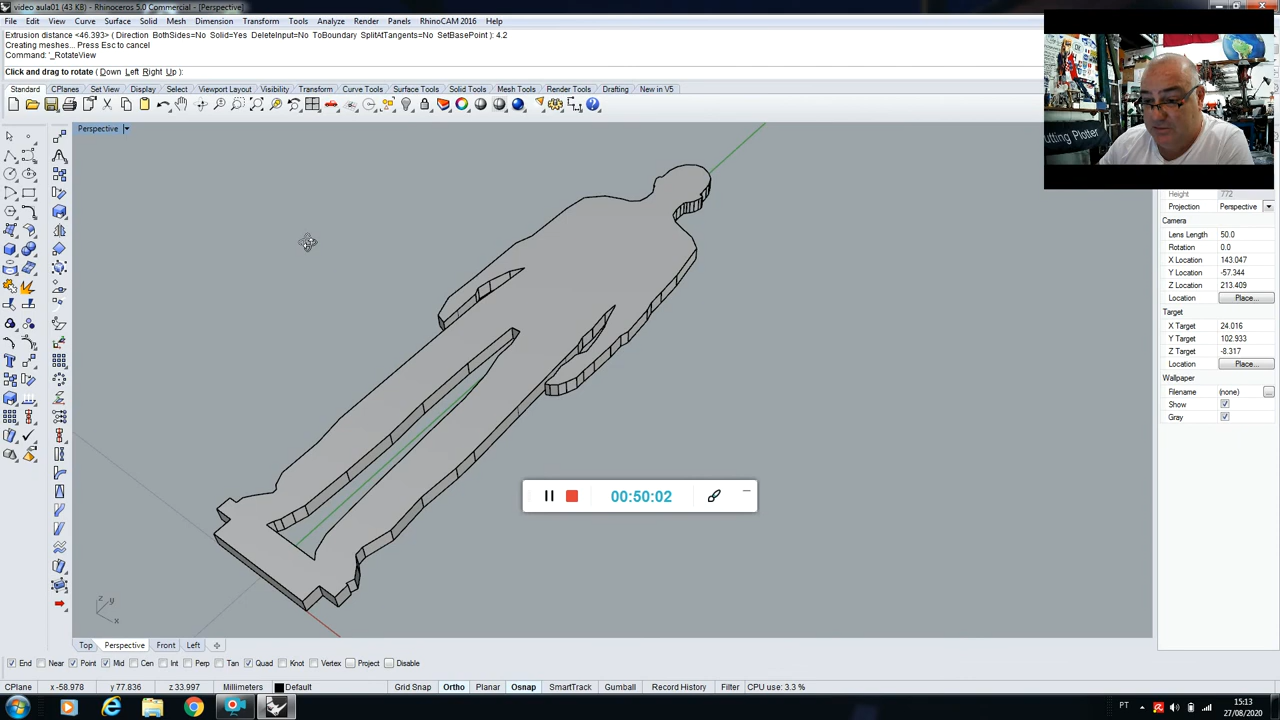 video aula01 (43 KB) - Rhinoceros 5.0 Commercial - [Perspective]
File Edit View Curve Surface Solid Mesh Dimension Transform Tools Analyze Render Panels RhinoCAM 2016 Help
Extrusion distance <46.393> ( Direction BothSides=No Solid=Yes DeleteInput=No ToBoundary SplitAtTangents=No SetBasePoint ): 4.2
Creating meshes... Press Esc to cancel
Command: '_RotateView
Click and drag to rotate ( Down Left Right Up ):
Standard CPlanes Set View Display Select Viewport Layout Visibility Transform Curve Tools Surface Tools Solid Tools Mesh Tools Render Tools Drafting New in V5
Perspective
utting Plotter
Height 772
Projection Perspective
Camera
Lens Length 50.0
Rotation 0.0
X Location 143.047
Y Location -57.344
Z Location 213.409
Location Place...
Target
X Target 24.016
Y Target 102.933
Z Target -8.317
Location Place...
Wallpaper
Filename (none) ...
Show
Gray
00:50:02
z y
x
Top Perspective Front Left
End Near Point Mid Cen Int Perp Tan Quad Knot Vertex Project Disable
CPlane x -58.978 y 77.836 z 33.997 Millimeters Default Grid Snap Ortho Planar Osnap SmartTrack Gumball Record History Filter CPU use: 3.3 %
PT 15:13
27/08/2020